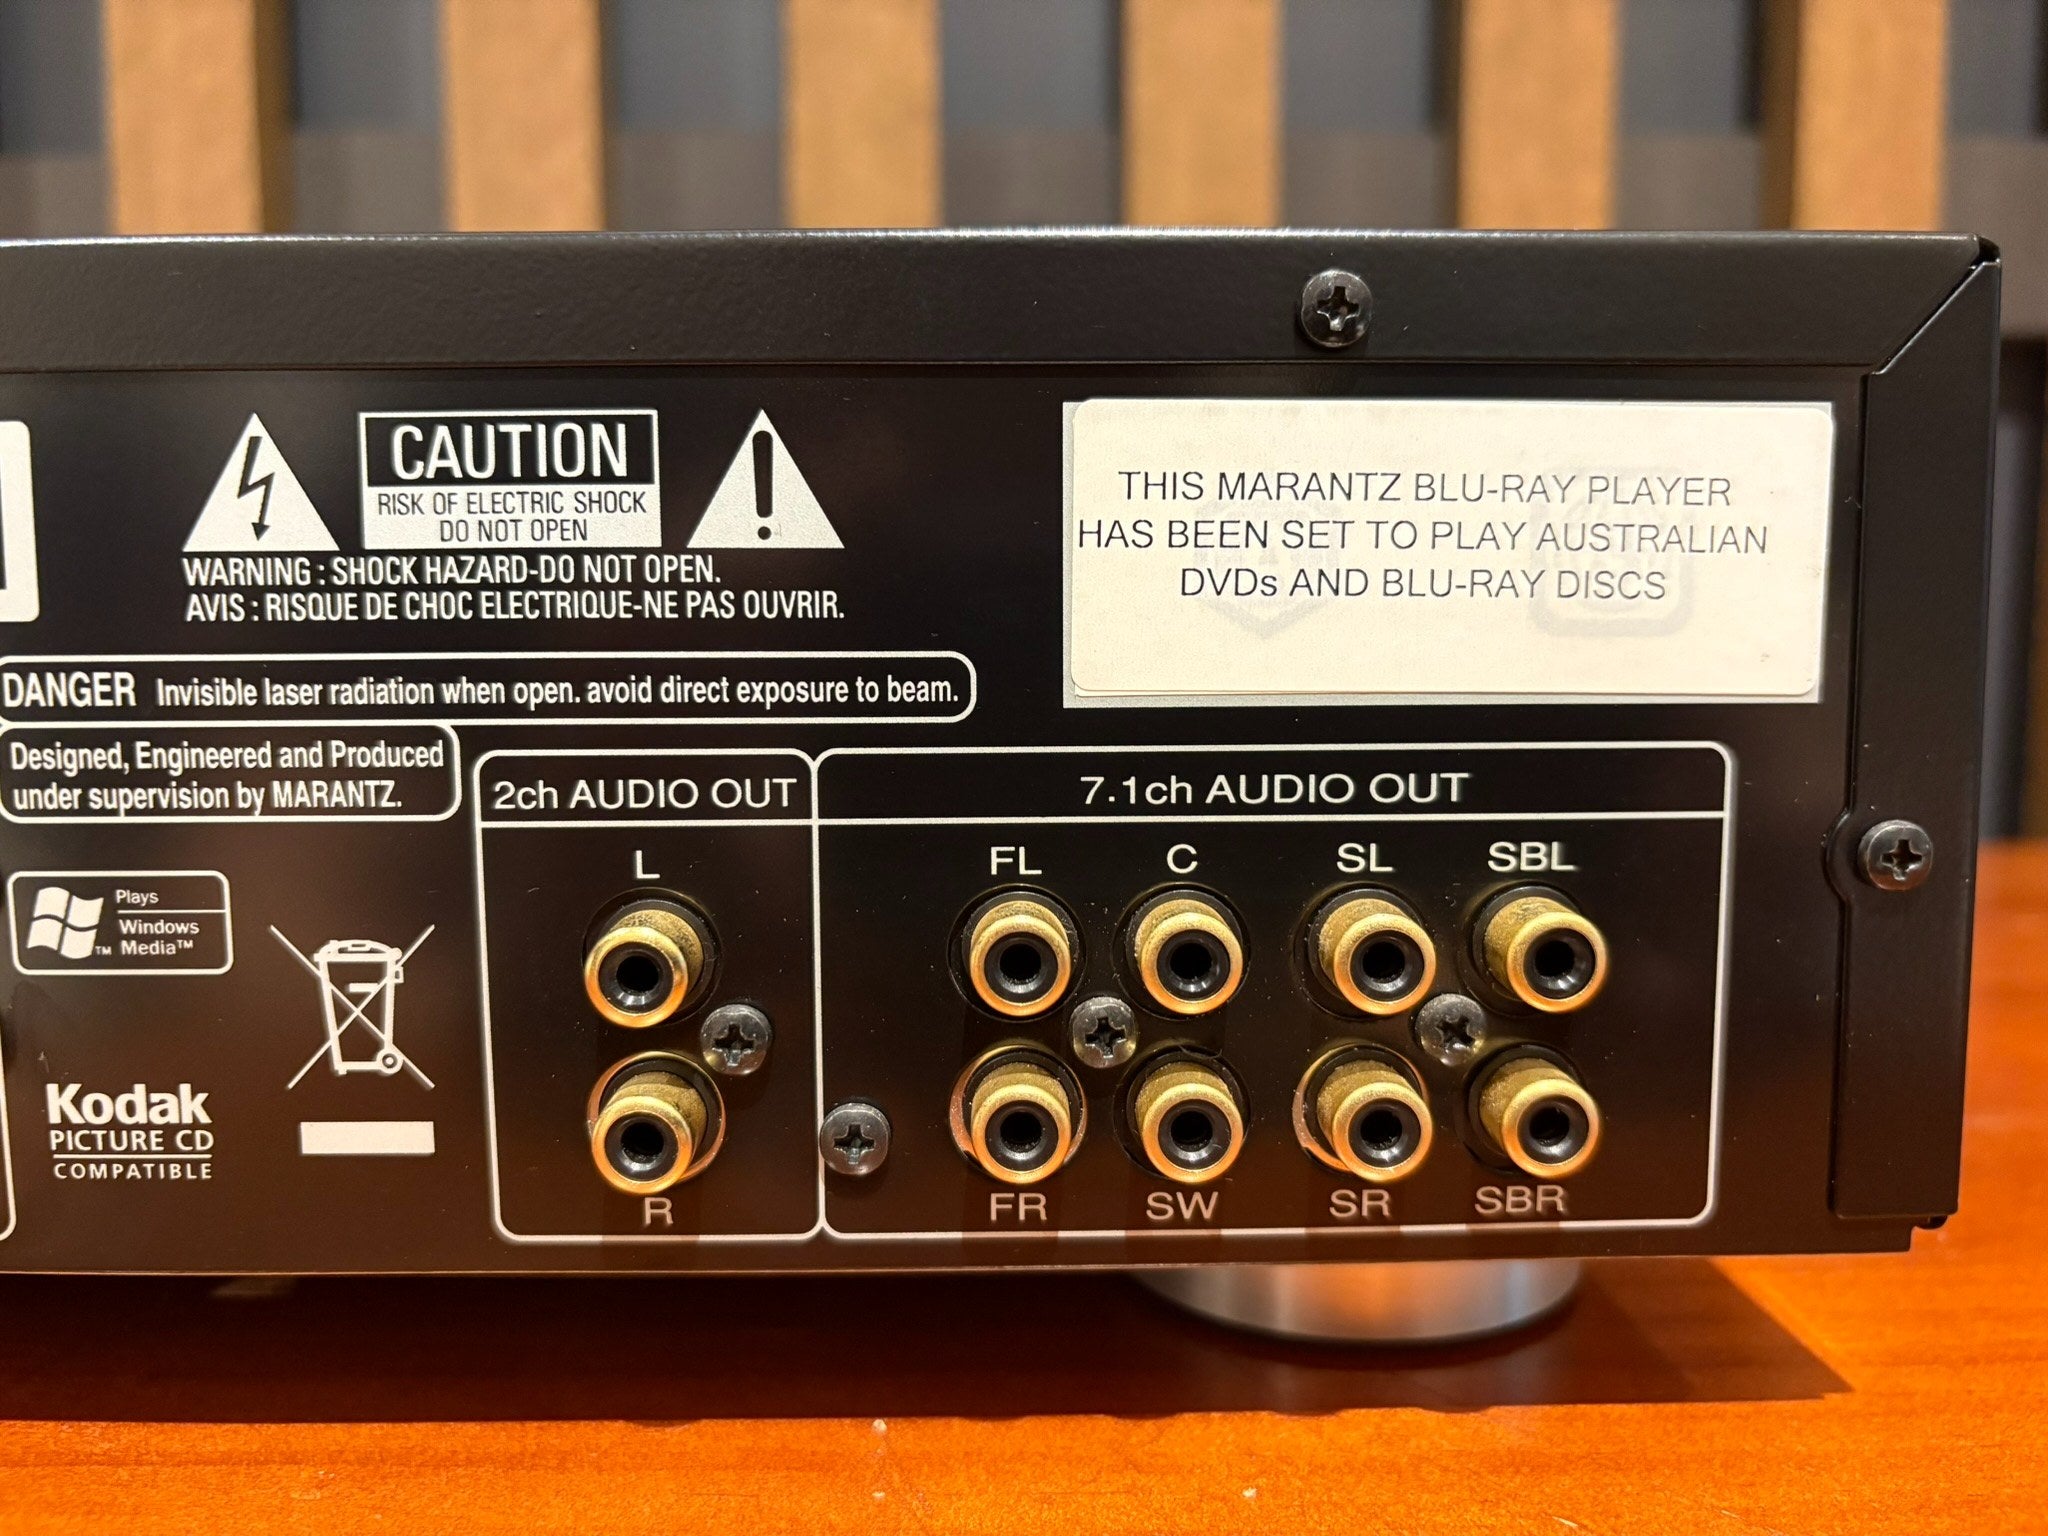 CAUTION
RISK OF ELECTRIC SHOCK
DO NOT OPEN
WARNING : SHOCK HAZARD-DO NOT OPEN.
AVIS : RISQUE DE CHOC ELECTRIQUE-NE PAS OUVRIR.
THIS MARANTZ BLU-RAY PLAYER
HAS BEEN SET TO PLAY AUSTRALIAN
DVDs AND BLU-RAY DISCS
DANGER Invisible laser radiation when open. avoid direct exposure to beam.
Designed, Engineered and Produced
under supervision by MARANTZ.
Plays
Windows
Media™
Kodak
PICTURE CD
COMPATIBLE
2ch AUDIO OUT
L
R
7.1ch AUDIO OUT
FL C SL SBL
FR SW SR SBR